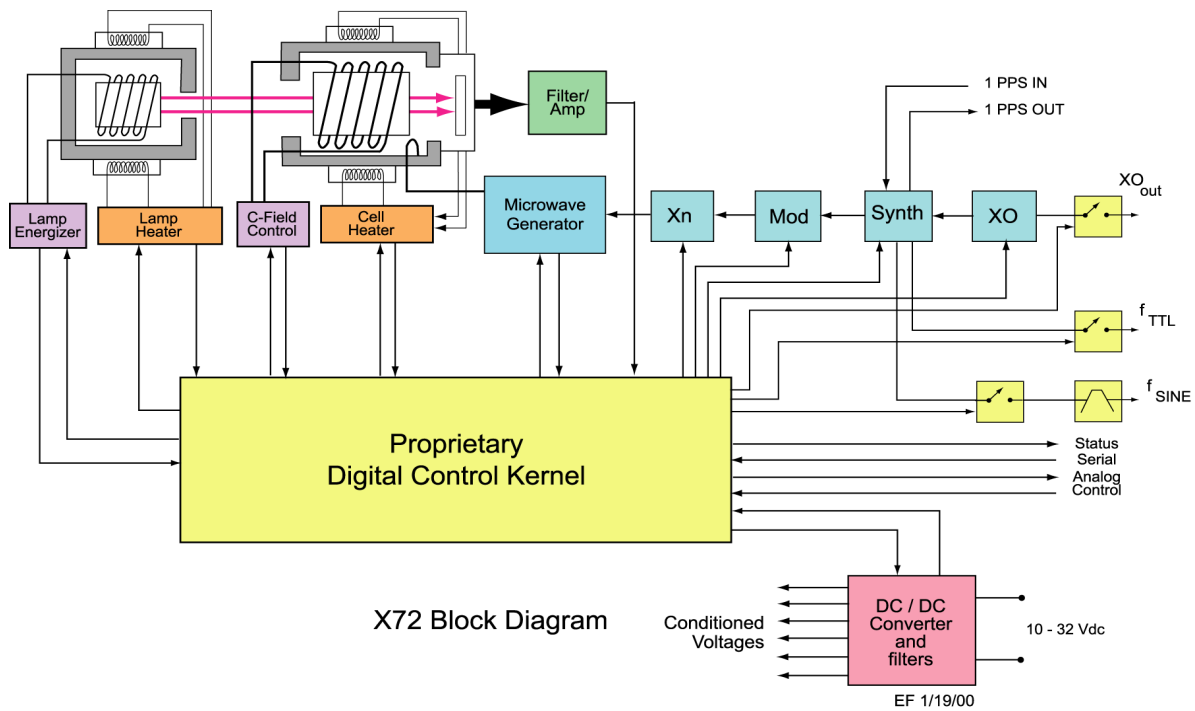 1 PPS IN
1 PPS OUT
Filter/
Amp
XO
out
Lamp
Energizer
Lamp
Heater
C-Field
Control
Cell
Heater
Microwave
Generator
Xn
Mod
Synth
XO
f
TTL
f
SINE
Proprietary
Digital Control Kernel
Status
Serial
Analog
Control
X72 Block Diagram
Conditioned
Voltages
DC / DC
Converter
and
filters
10 - 32 Vdc
EF 1/19/00